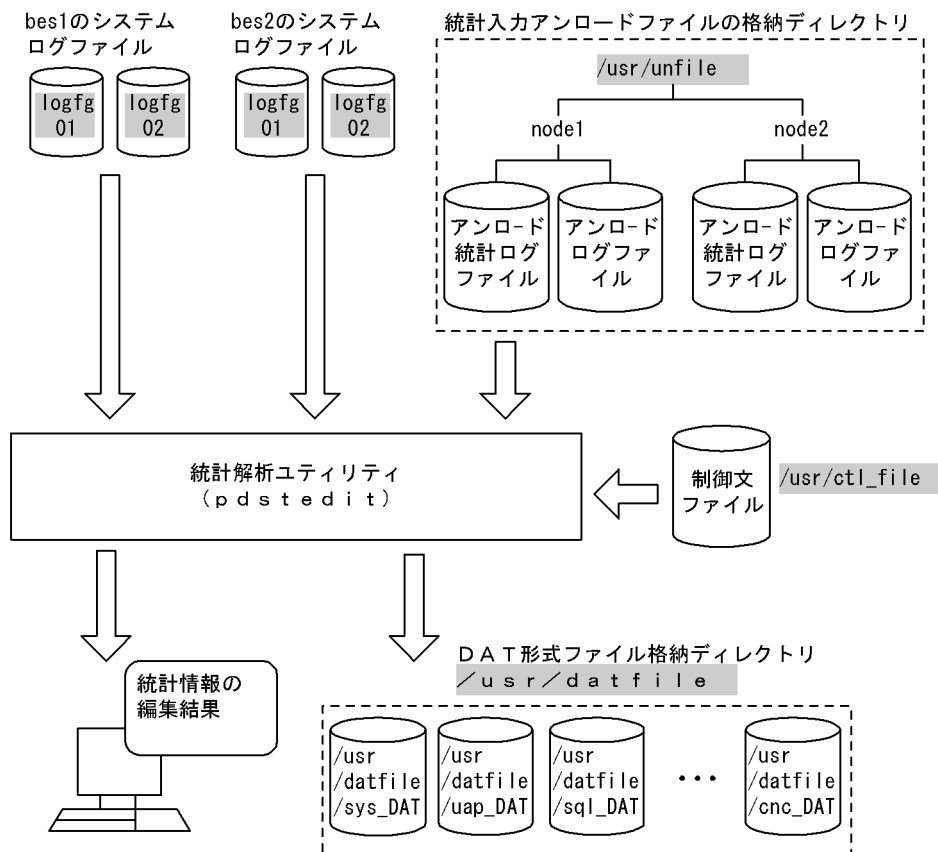 bes1のシステム
ログファイル
bes2のシステム
ログファイル
統計入力アンロードファイルの格納ディレクトリ
logfg
01
logfg
02
logfg
01
logfg
02
/usr/unfile
node1
node2
アンロード
統計ログ
ファイル
アンロード
ログファ
イル
アンロード
統計ログ
ファイル
アンロード
ログファ
イル
統計解析ユティリティ
(pdstedit)
制御文
ファイル
/usr/ctl_file
統計情報の
編集結果
DAT形式ファイル格納ディレクトリ
/usr/datfile
/usr
/datfile
/sys_DAT
/usr
/datfile
/uap_DAT
/usr
/datfile
/sql_DAT
・・・
/usr
/datfile
/cnc_DAT